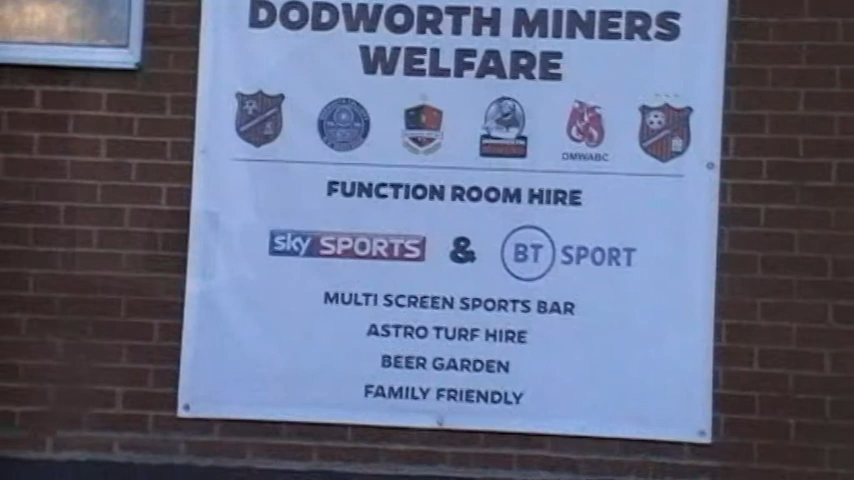 DODWORTH MINERS
WELFARE
DMWABC
FUNCTION ROOM HIRE
sky SPORTS & BT SPORT
MULTI SCREEN SPORTS BAR
ASTRO TURF HIRE
BEER GARDEN
FAMILY FRIENDLY